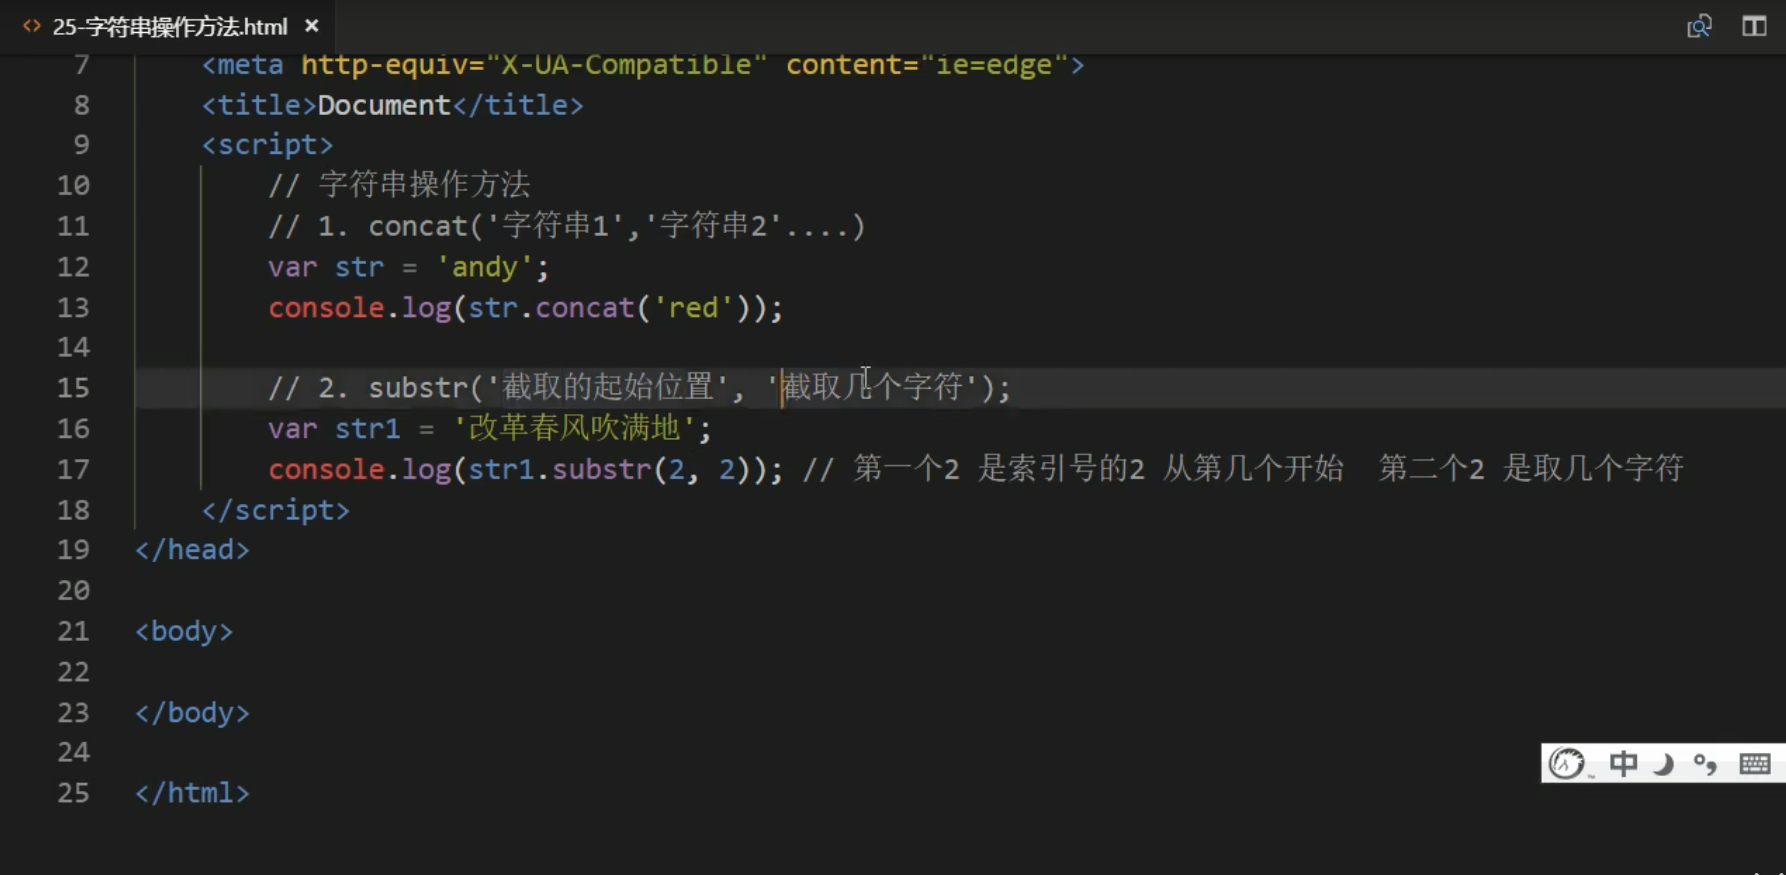 25-字符串操作方法.html ×
7 <meta http-equiv="X-UA-Compatible" content="ie=edge">
8 <title>Document</title>
9 <script>
10 // 字符串操作方法
11 // 1. concat('字符串1','字符串2'....)
12 var str = 'andy';
13 console.log(str.concat('red'));
14
15 // 2. substr('截取的起始位置', '截取几个字符');
16 var str1 = '改革春风吹满地';
17 console.log(str1.substr(2, 2)); // 第一个2 是索引号的2 从第几个开始  第二个2 是取几个字符
18 </script>
19 </head>
20
21 <body>
22
23 </body>
24
25 </html>
中